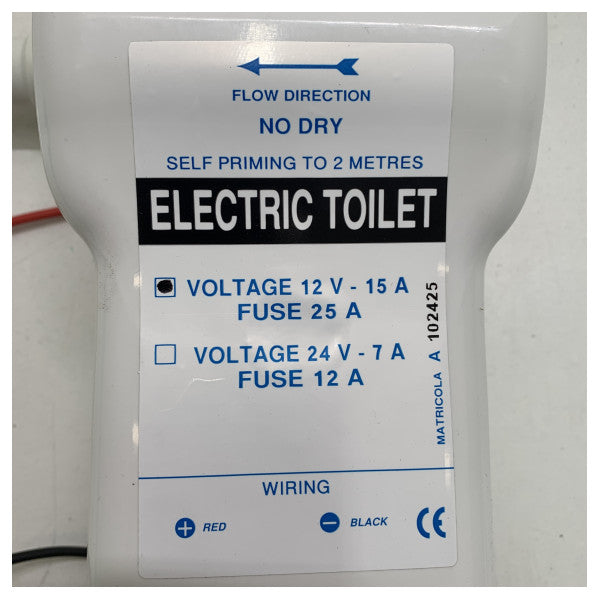 FLOW DIRECTION
NO DRY
SELF PRIMING TO 2 METRES
ELECTRIC TOILET
VOLTAGE 12 V - 15 A
FUSE 25 A
VOLTAGE 24 V - 7 A
FUSE 12 A
MATRICOLA A 102425
WIRING
+ RED
- BLACK
CE